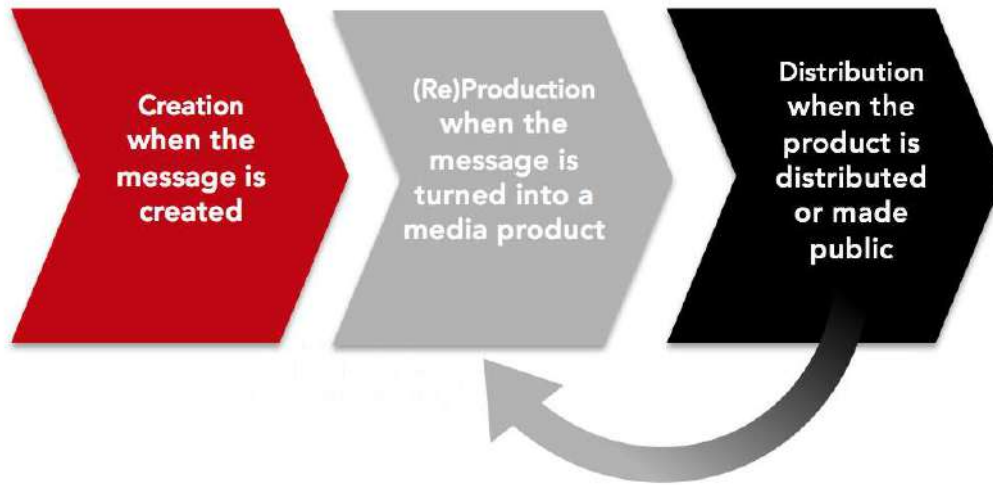 Creation
when the
message is
created
(Re)Production
when the
message is
turned into a
media product
Distribution
when the
product is
distributed
or made
public